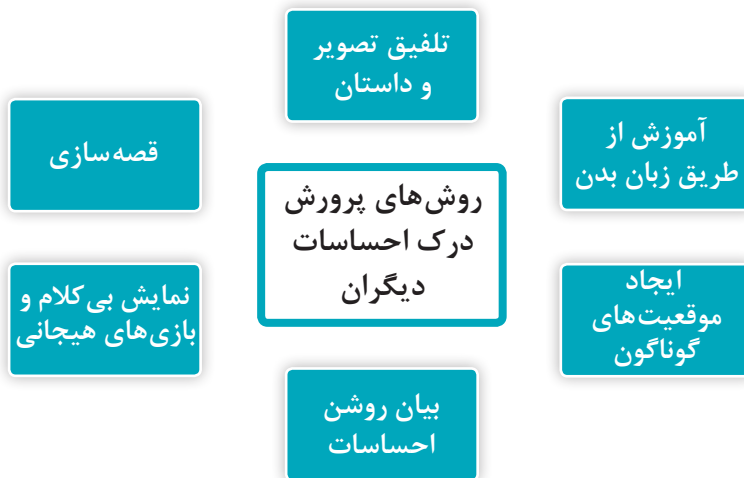 تلفیق تصویر
و داستان
آموزش از
طریق زبان بدن
قصه‌سازی
روش‌های پرورش
درک احساسات
دیگران
ایجاد
موقعیت‌های
گوناگون
نمایش بی‌کلام و
بازی‌های هیجانی
بیان روشن
احساسات